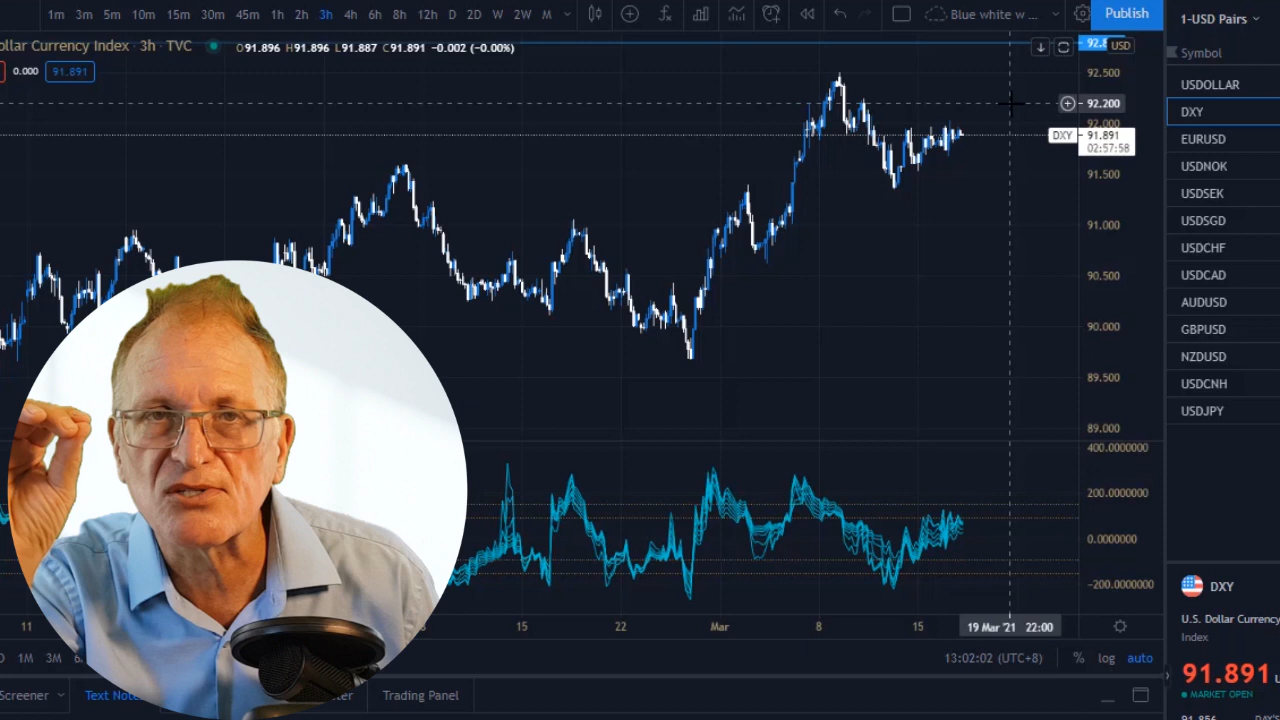 1m 3m 5m 10m 15m 30m 45m 1h 2h 3h 4h 6h 8h 12h D 2D W 2W M
Blue white w ...
Publish
1-USD Pairs
ollar Currency Index · 3h · TVC
O91.896 H91.896 L91.887 C91.891 −0.002 (−0.00%)
USD
0.000 91.891
Symbol
92.500
92.200
92.000
DXY 91.891
02:57:58
91.500
91.000
90.500
90.000
89.500
89.000
400.0000000
200.0000000
0.0000000
−200.0000000
USDOLLAR
DXY
EURUSD
USDNOK
USDSEK
USDSGD
USDCHF
USDCAD
AUDUSD
GBPUSD
NZDUSD
USDCNH
USDJPY
11 15 22 Mar 8 15 19 Mar '21 22:00
D 1M 3M
13:02:02 (UTC+8) % log auto
Screener Text Note
Trading Panel
DXY
U.S. Dollar Currency
Index
91.891
MARKET OPEN